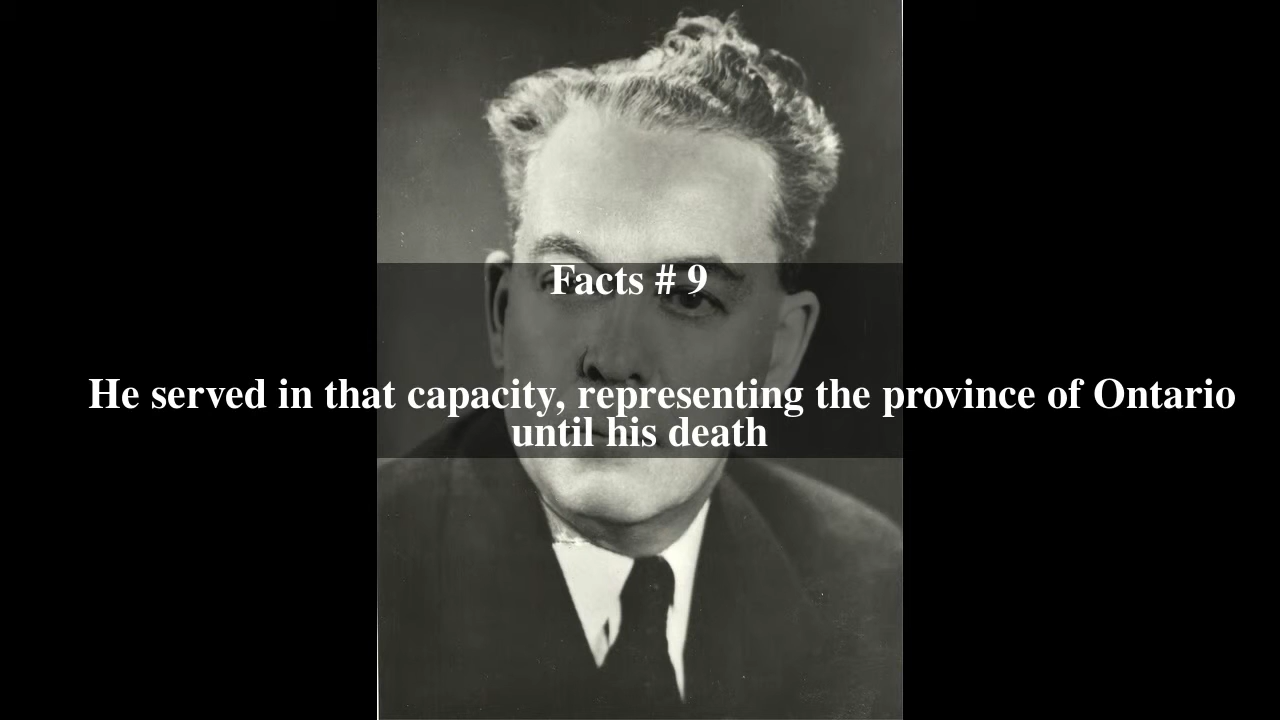 Facts # 9
He served in that capacity, representing the province of Ontario
until his death